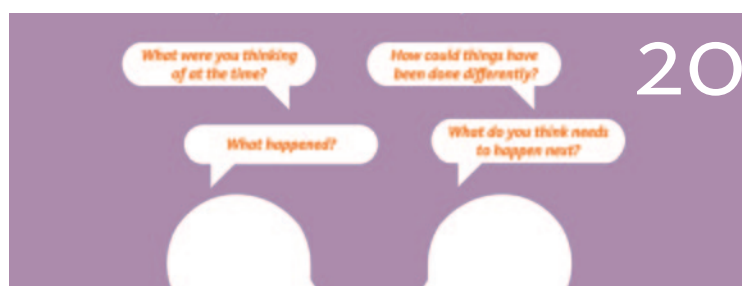 What were you thinking
of at the time?
How could things have
been done differently?
20
What happened?
What do you think needs
to happen next?